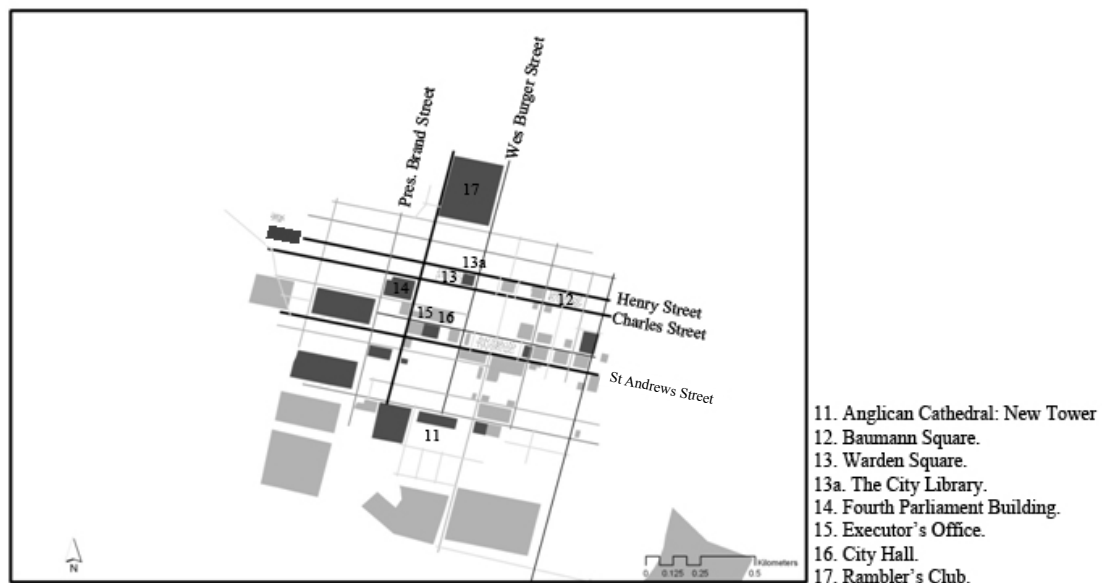 Wes Burger Street
Pres. Brand Street
17
13a
13
14
12
Henry Street
15 16
Charles Street
St Andrews Street
11
11. Anglican Cathedral: New Tower
12. Baumann Square.
13. Warden Square.
13a. The City Library.
14. Fourth Parliament Building.
15. Executor's Office.
16. City Hall.
17. Rambler's Club.
N
Kilometers
0 0.125 0.25 0.5